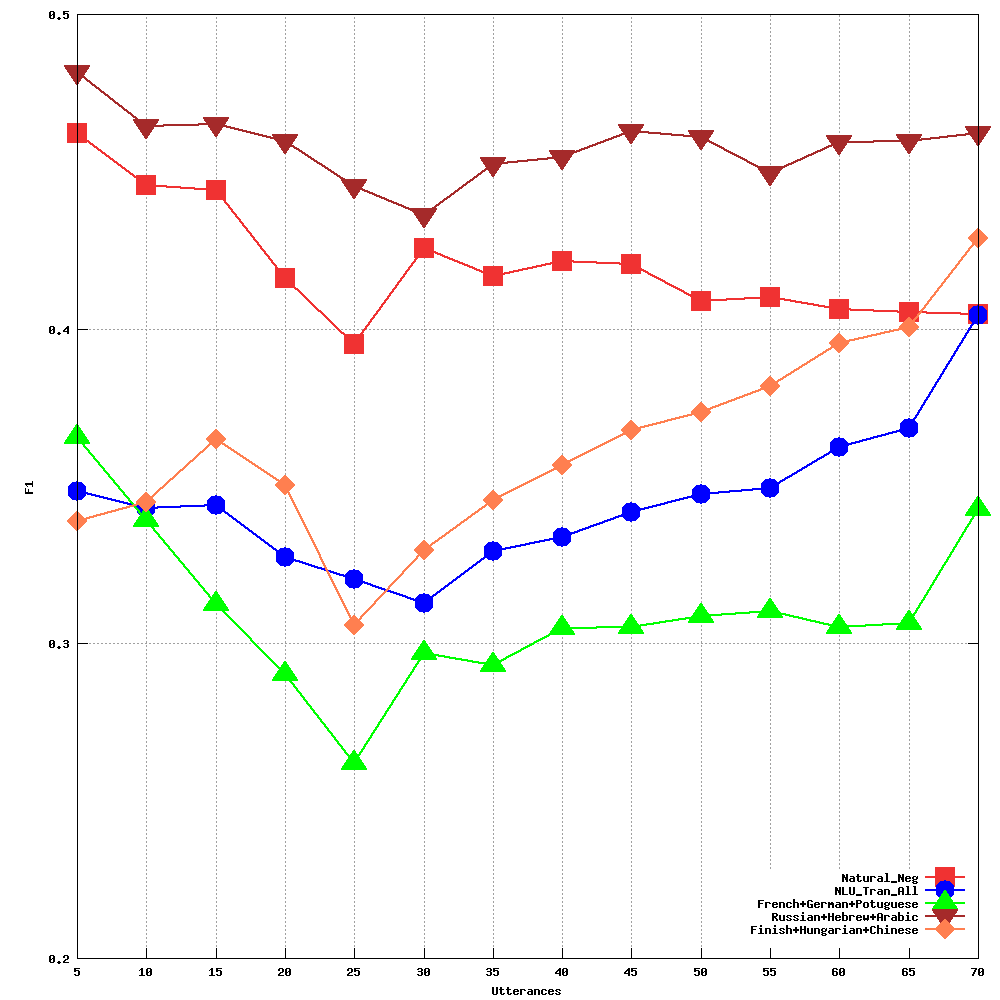 0.5
0.4
0.3
0.2
F1
5 10 15 20 25 30 35 40 45 50 55 60 65 70
Utterances
Natural_Neg
NLU_Tran_All
French+German+Potuguese
Russian+Hebrew+Arabic
Finish+Hungarian+Chinese